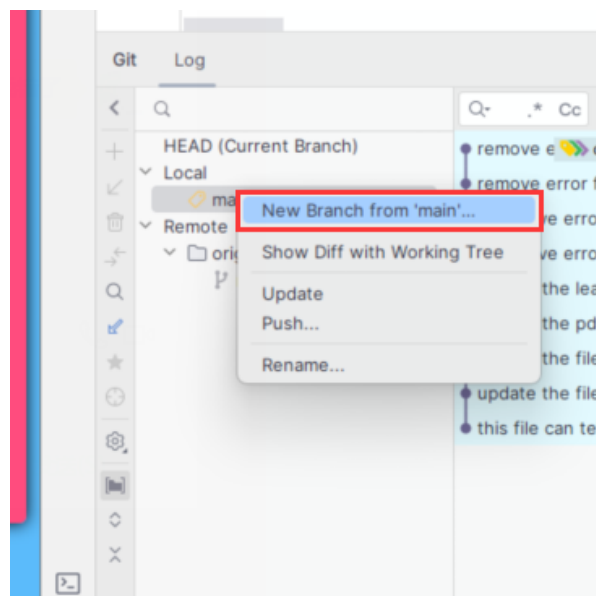 Git Log
Cc
HEAD (Current Branch)
Local
Remote
New Branch from 'main'...
Show Diff with Working Tree
Update
Push...
Rename...
remove
remove error
the
the
the
update the
this file can